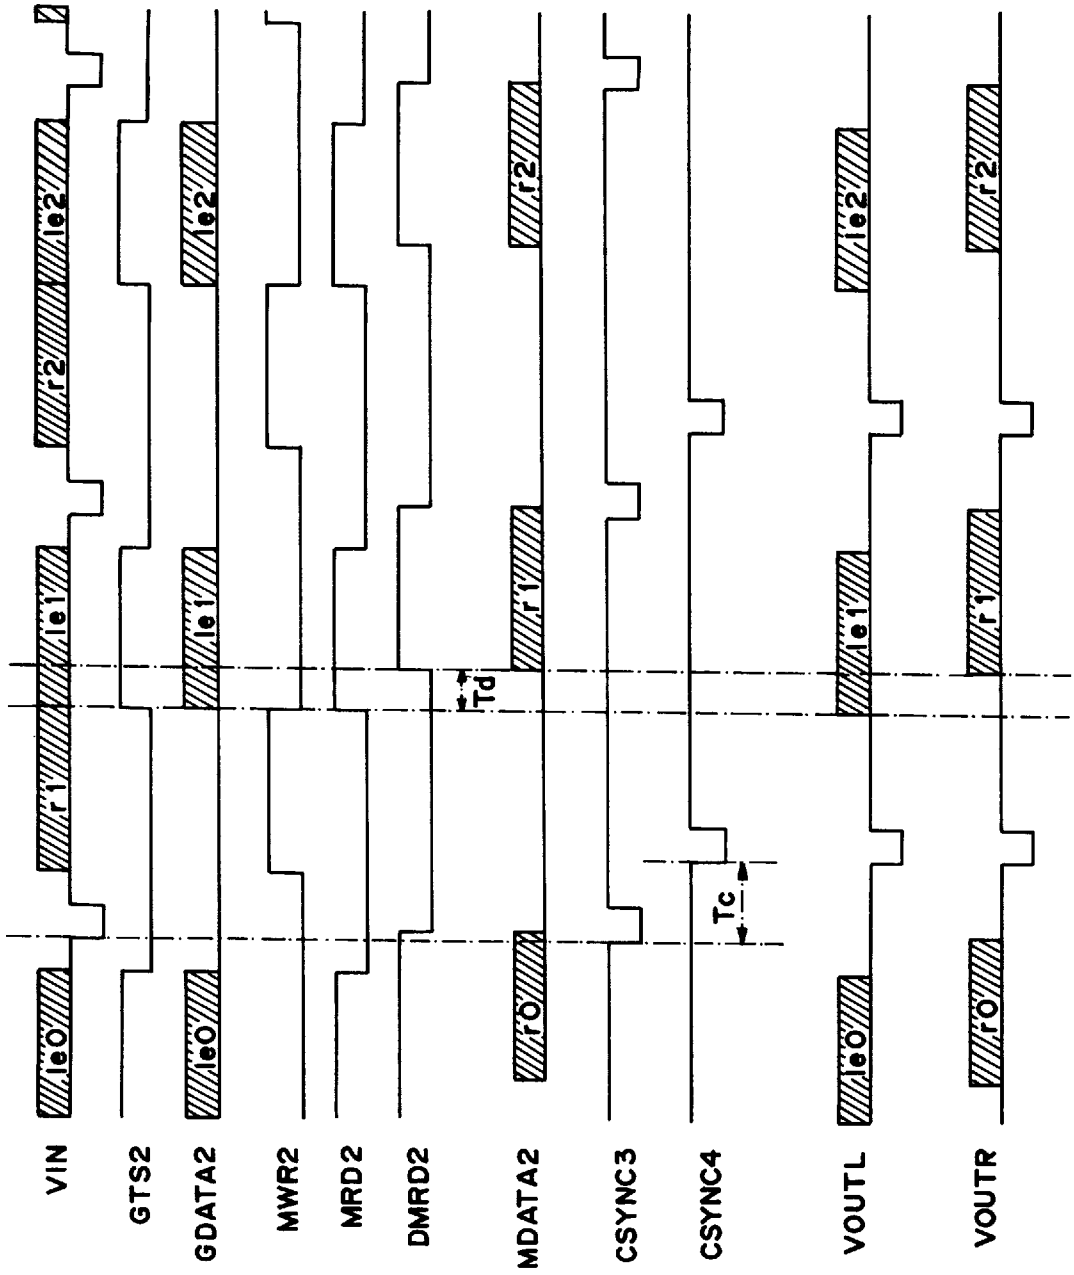 VIN
le0
r1
le1
r2
le2
GTS2
GDATA2
le0
le1
le2
MWR2
MRD2
DMRD2
Td
MDATA2
r0
r1
r2
CSYNC3
CSYNC4
Tc
VOUTL
le0
le1
le2
VOUTR
r0
r1
r2